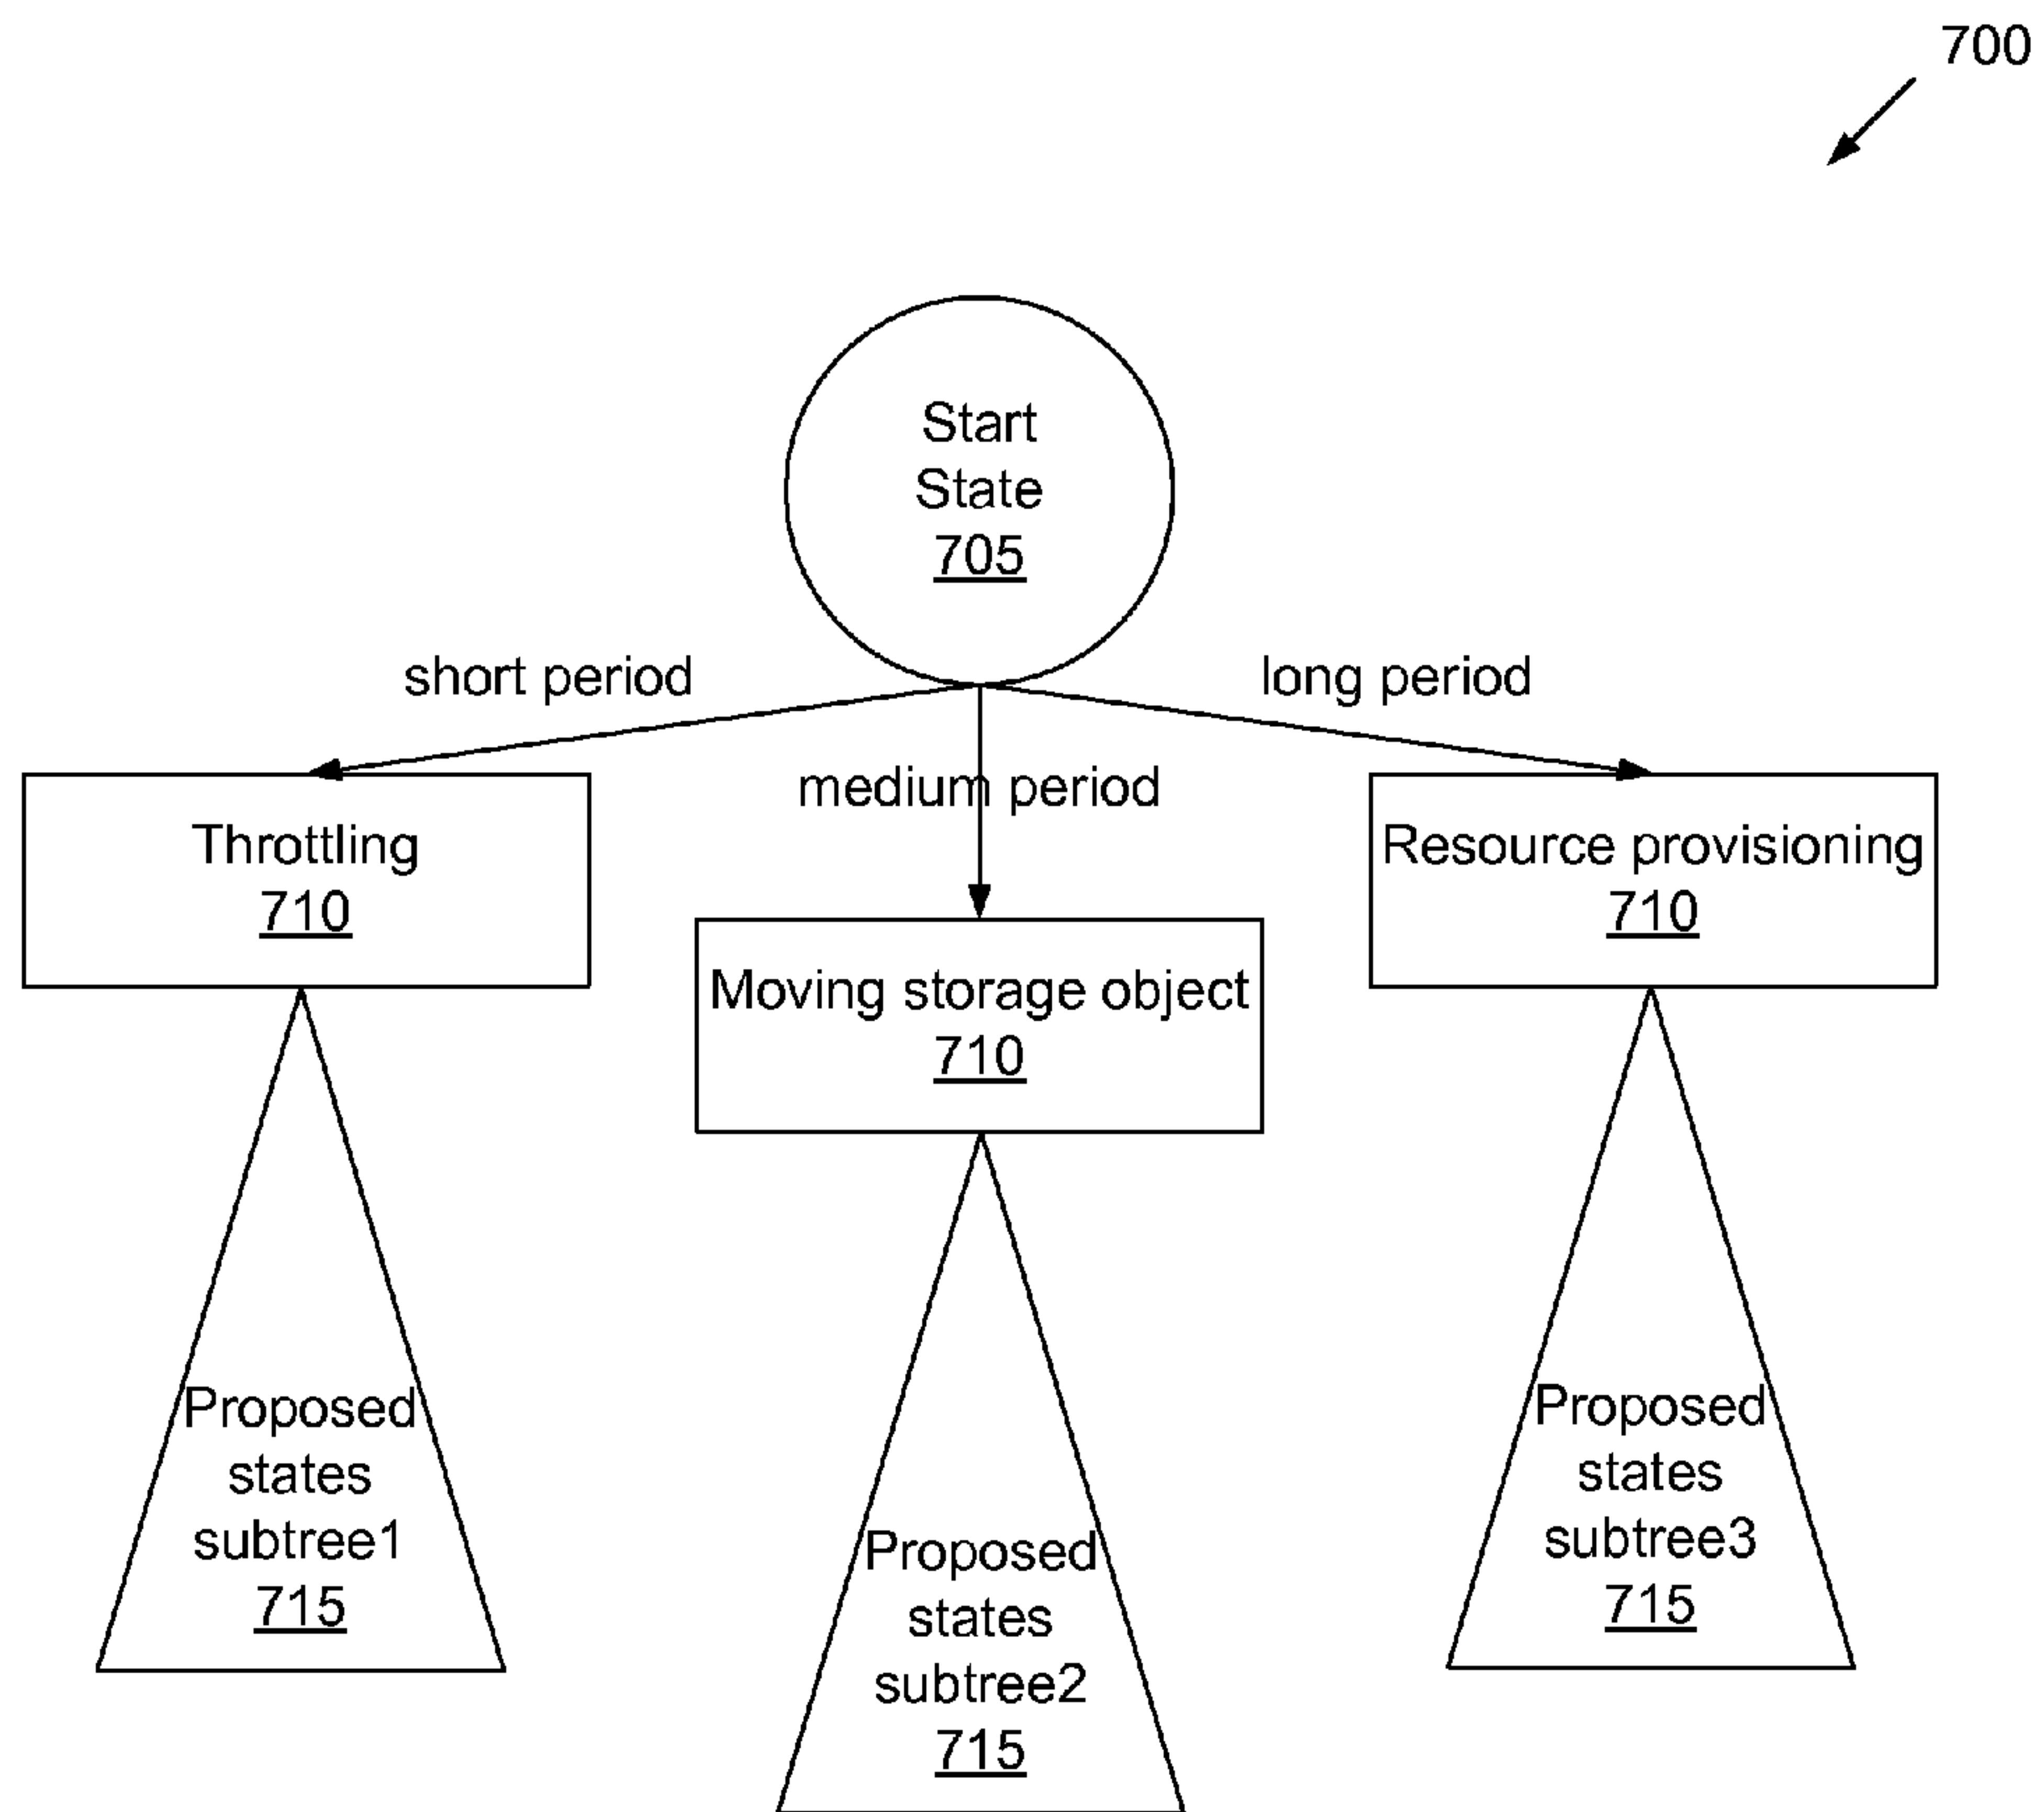 700
Start
State
705
short period
long period
medium period
Throttling
710
Resource provisioning
710
Moving storage object
710
Proposed
states
subtree1
715
Proposed
states
subtree2
715
Proposed
states
subtree3
715